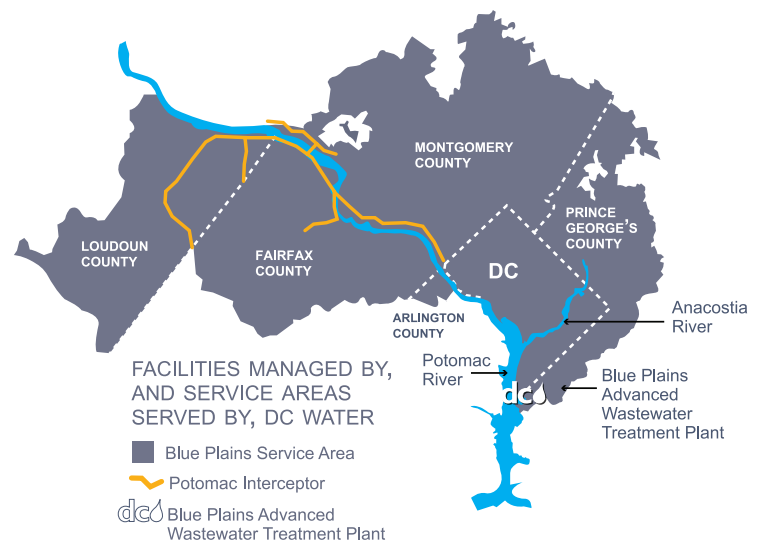 MONTGOMERY
COUNTY
PRINCE
GEORGE'S
COUNTY
LOUDOUN
COUNTY
FAIRFAX
COUNTY
DC
ARLINGTON
COUNTY
Anacostia
River
Potomac
River
dc
Blue Plains
Advanced
Wastewater
Treatment Plant
FACILITIES MANAGED BY,
AND SERVICE AREAS
SERVED BY, DC WATER
Blue Plains Service Area
Potomac Interceptor
dc
Blue Plains Advanced
Wastewater Treatment Plant